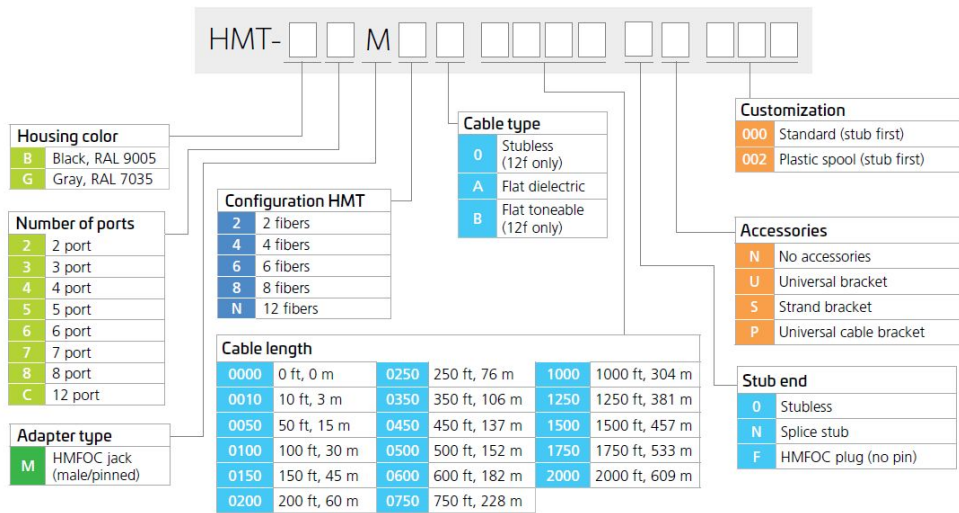 HMT-□□M□□ □□□□ □□ □□□
Housing color
B Black, RAL 9005
G Gray, RAL 7035
Number of ports
2 2 port
3 3 port
4 4 port
5 5 port
6 6 port
7 7 port
8 8 port
C 12 port
Adapter type
M HMFOC jack
(male/pinned)
Configuration HMT
2 2 fibers
4 4 fibers
6 6 fibers
8 8 fibers
N 12 fibers
Cable type
0 Stubless
(12f only)
A Flat dielectric
B Flat toneable
(12f only)
Cable length
0000 0 ft, 0 m 0250 250 ft, 76 m 1000 1000 ft, 304 m
0010 10 ft, 3 m 0350 350 ft, 106 m 1250 1250 ft, 381 m
0050 50 ft, 15 m 0450 450 ft, 137 m 1500 1500 ft, 457 m
0100 100 ft, 30 m 0500 500 ft, 152 m 1750 1750 ft, 533 m
0150 150 ft, 45 m 0600 600 ft, 182 m 2000 2000 ft, 609 m
0200 200 ft, 60 m 0750 750 ft, 228 m
Customization
000 Standard (stub first)
002 Plastic spool (stub first)
Accessories
N No accessories
U Universal bracket
S Strand bracket
P Universal cable bracket
Stub end
0 Stubless
N Splice stub
F HMFOC plug (no pin)